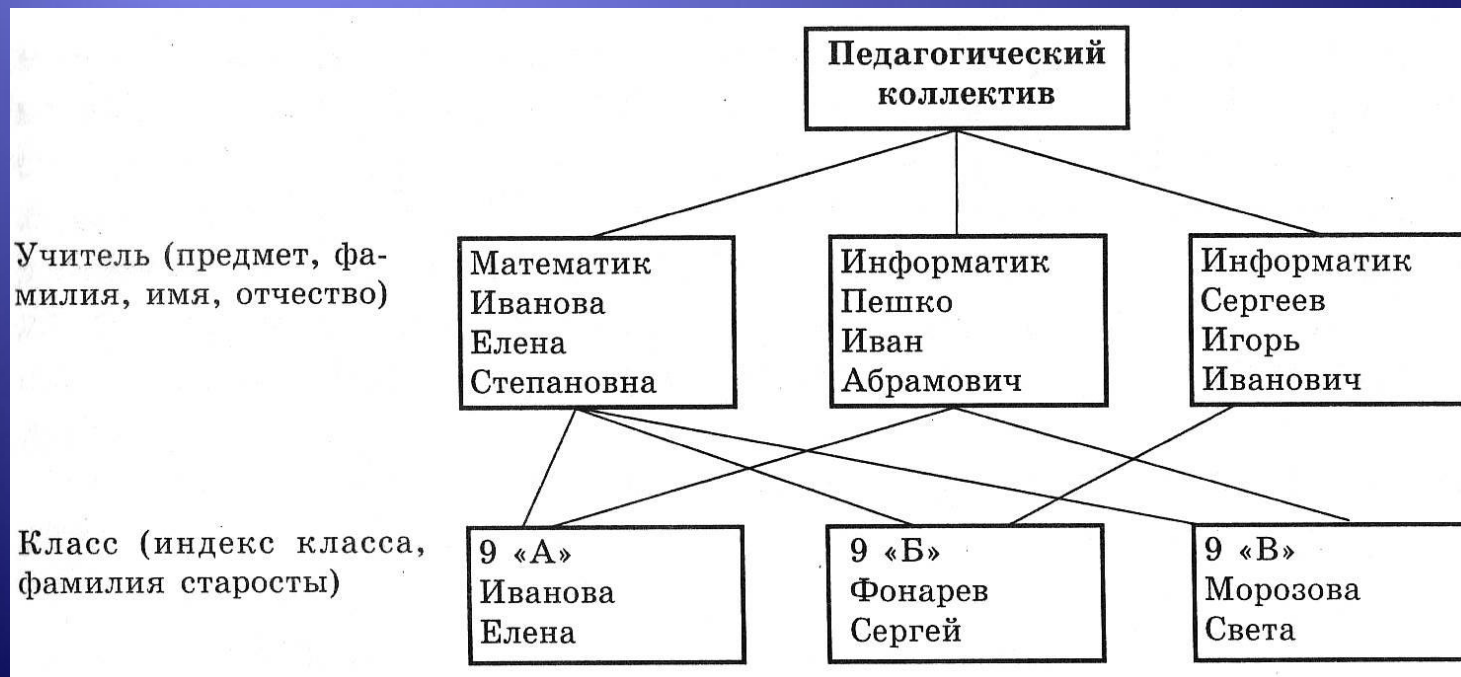 Педагогический
коллектив
Учитель (предмет, фа-
милия, имя, отчество)
Математик
Иванова
Елена
Степановна
Информатик
Пешко
Иван
Абрамович
Информатик
Сергеев
Игорь
Иванович
Класс (индекс класса,
фамилия старосты)
9 «А»
Иванова
Елена
9 «Б»
Фонарев
Сергей
9 «В»
Морозова
Света